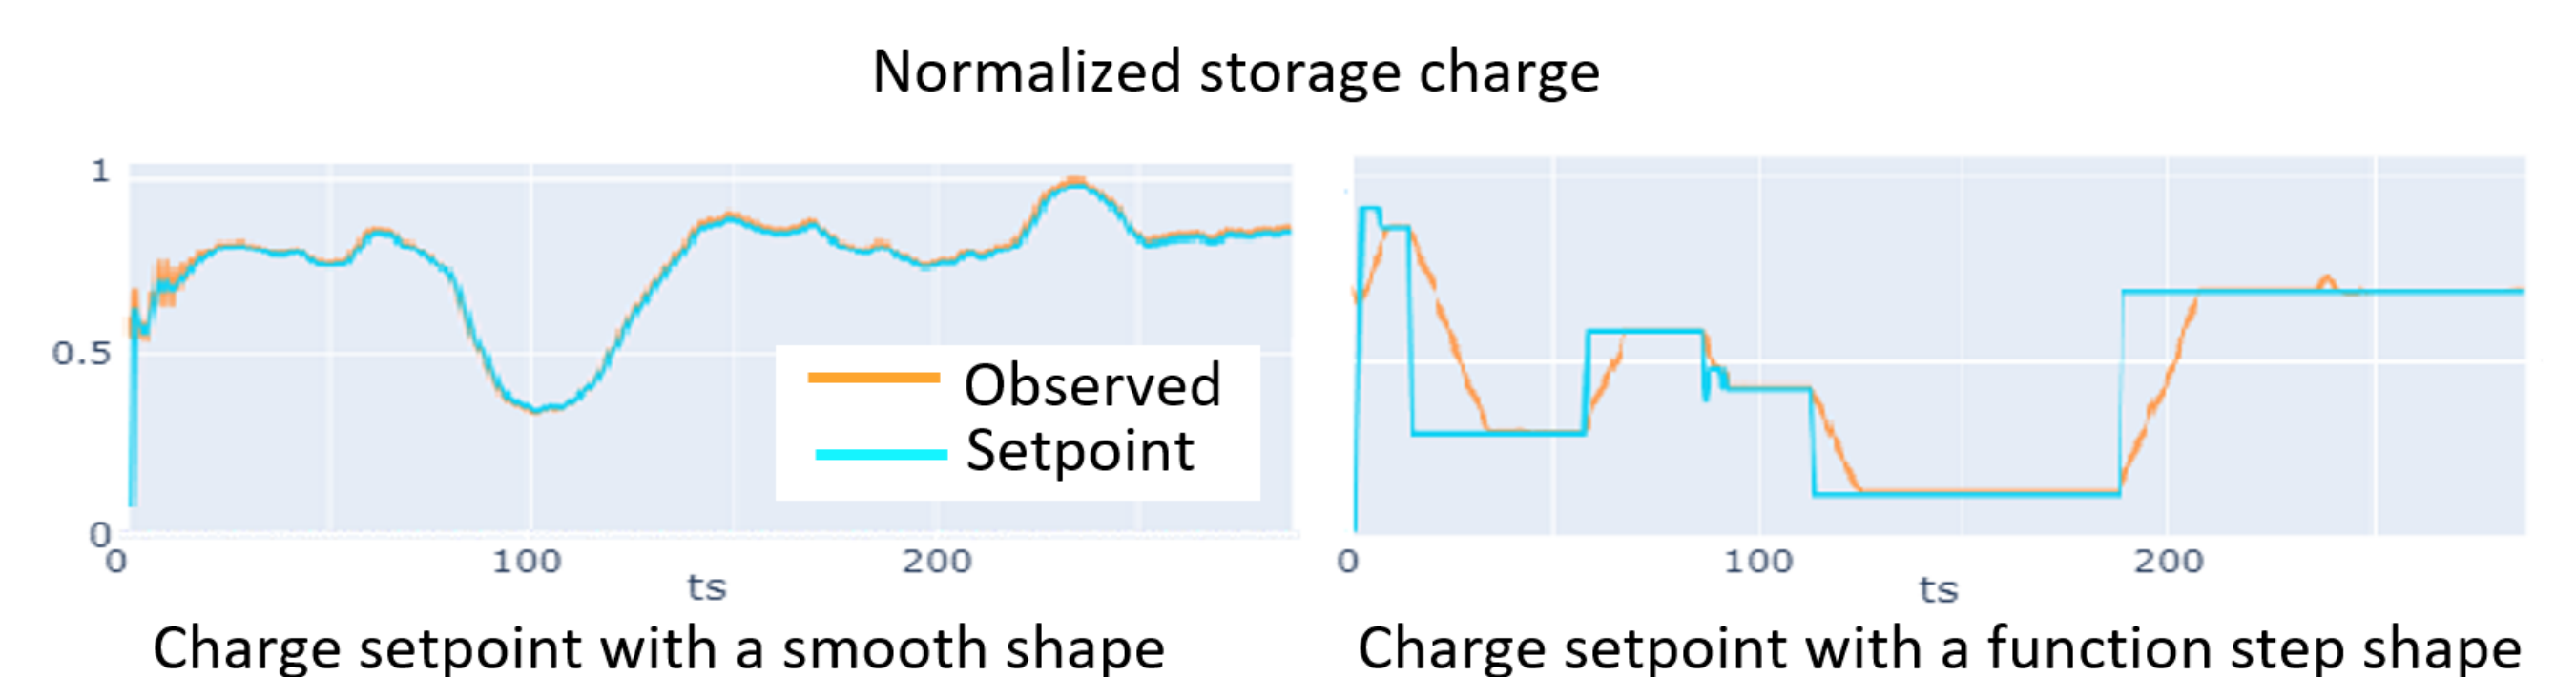 Normalized storage charge
1
0.5
0
0 100 200
ts
Observed
Setpoint
0 100 200
ts
Charge setpoint with a smooth shape
Charge setpoint with a function step shape